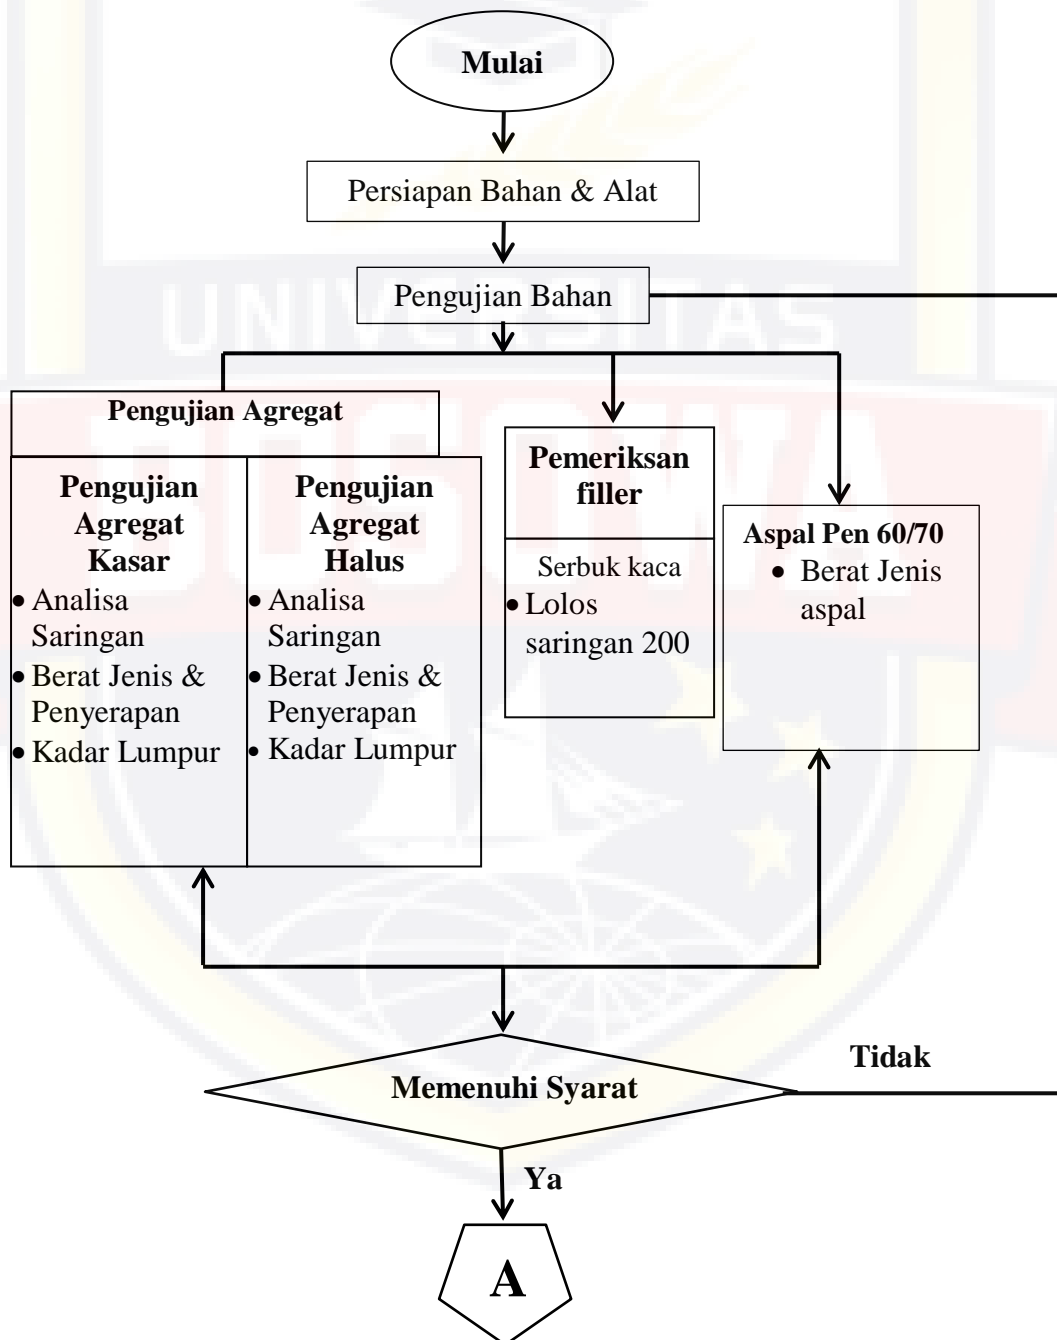 Mulai
Persiapan Bahan & Alat
Pengujian Bahan
UNIVERSITAS
BOSOWA
Pengujian Agregat
Pengujian
Agregat
Kasar
• Analisa
Saringan
• Berat Jenis &
Penyerapan
• Kadar Lumpur
Pengujian
Agregat
Halus
• Analisa
Saringan
• Berat Jenis &
Penyerapan
• Kadar Lumpur
Pemeriksan
filler
Serbuk kaca
• Lolos
saringan 200
Aspal Pen 60/70
• Berat Jenis
aspal
Memenuhi Syarat
Tidak
Ya
A